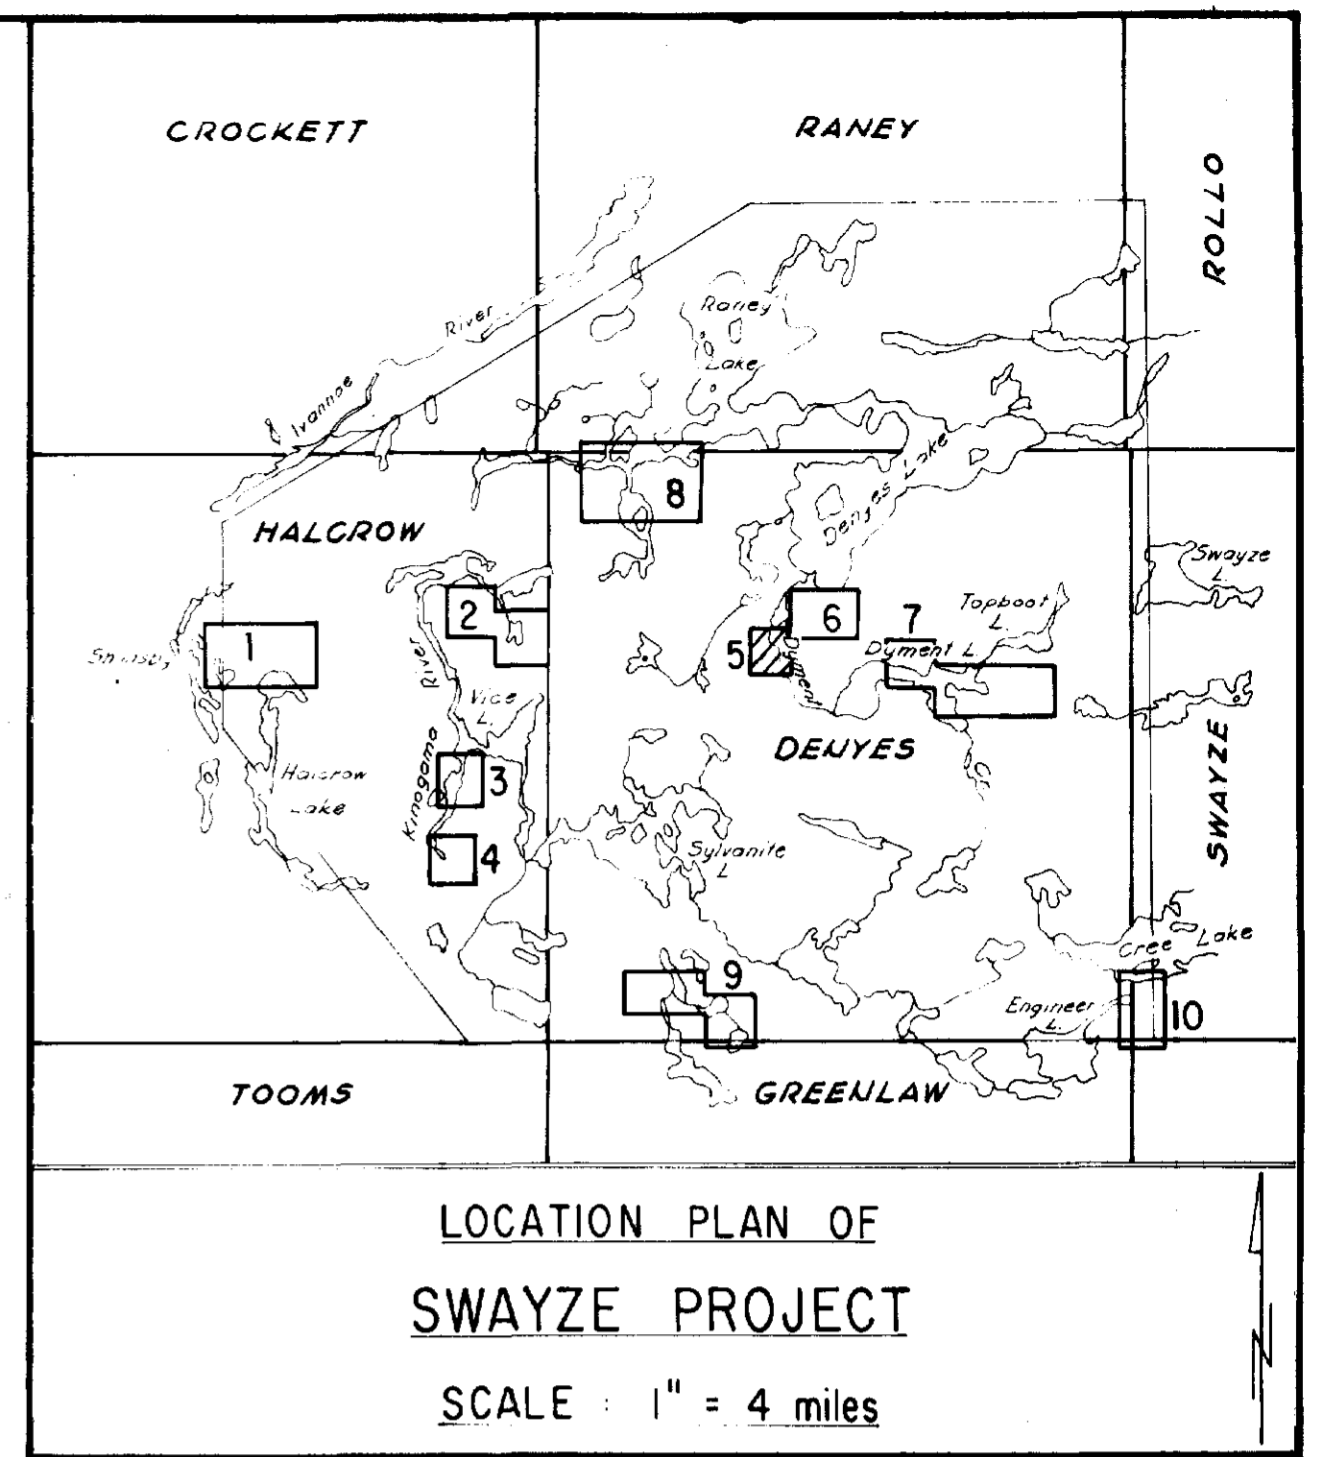 CROCKETT
RANEY
ROLLO
River
Ivanhoe
Raney
Lake
HALCROW
8
Denyes Lake
Swayze
L.
1
2
River
Kinogama
5
6
7
Topboot
L.
Dyment L.
Dyment
Cr.
Vice
L.
DENYES
SWAYZE
Halcrow
Lake
3
4
Sylvanite
L
Cree Lake
9
Engineer
L.
10
TOOMS
GREENLAW
LOCATION PLAN OF
SWAYZE PROJECT
SCALE : 1" = 4 miles
N